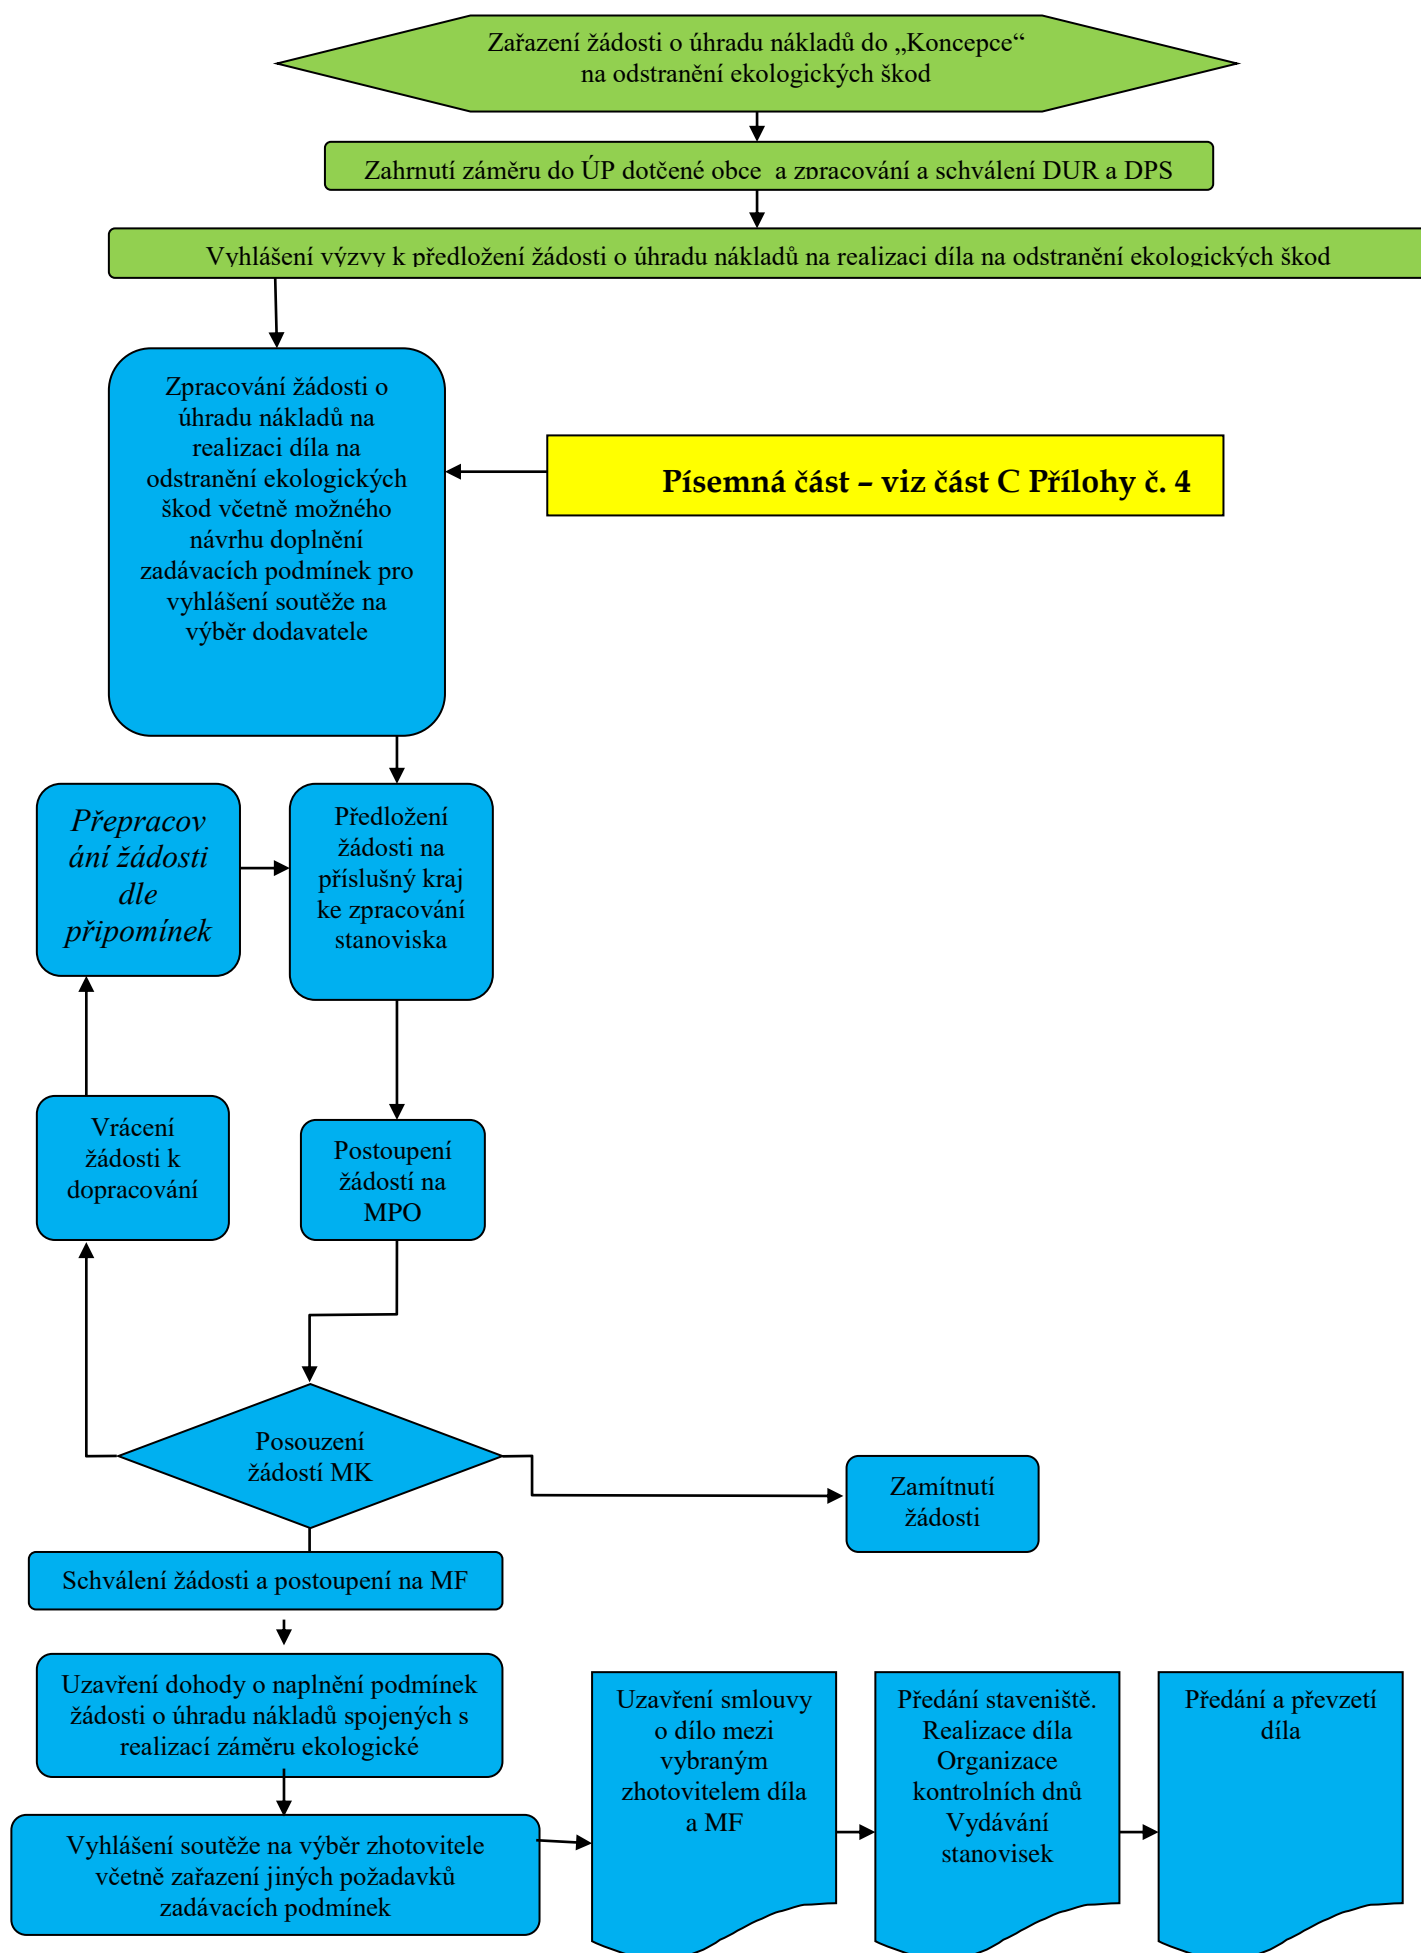 Zařazení žádosti o úhradu nákladů do „Koncepce“
na odstranění ekologických škod
Zahrnutí záměru do ÚP dotčené obce a zpracování a schválení DUR a DPS
Vyhlášení výzvy k předložení žádosti o úhradu nákladů na realizaci díla na odstranění ekologických škod
Zpracování žádosti o
úhradu nákladů na
realizaci díla na
odstranění ekologických
škod včetně možného
návrhu doplnění
zadávacích podmínek pro
vyhlášení soutěže na
výběr dodavatele
Písemná část – viz část C Přílohy č. 4
Přepracov
ání žádosti
dle
připomínek
Předložení
žádosti na
příslušný kraj
ke zpracování
stanoviska
Vrácení
žádosti k
dopracování
Postoupení
žádostí na
MPO
Posouzení
žádostí MK
Zamítnutí
žádosti
Schválení žádosti a postoupení na MF
Uzavření dohody o naplnění podmínek
žádosti o úhradu nákladů spojených s
realizací záměru ekologické
Vyhlášení soutěže na výběr zhotovitele
včetně zařazení jiných požadavků
zadávacích podmínek
Uzavření smlouvy
o dílo mezi
vybraným
zhotovitelem díla
a MF
Předání staveniště.
Realizace díla
Organizace
kontrolních dnů
Vydávání
stanovisek
Předání a převzetí
díla